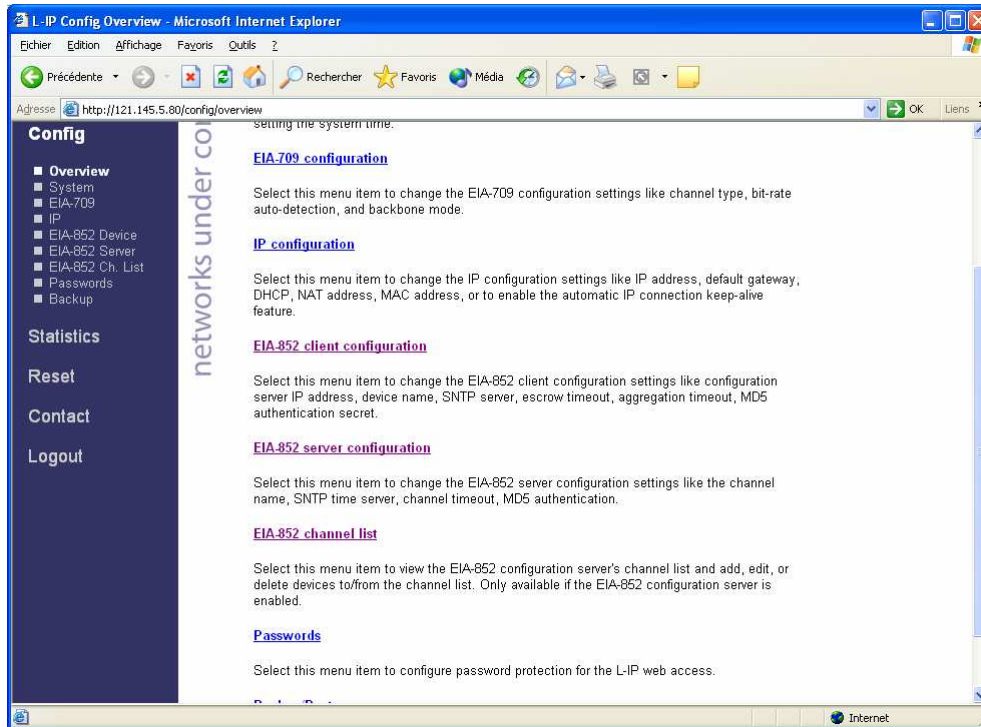 L-IP Config Overview - Microsoft Internet Explorer
Fichier Edition Affichage Favoris Outils ?
Précédente Rechercher Favoris Média
Adresse http://121.145.5.80/config/overview OK Liens
Config
Overview
System
EIA-709
IP
EIA-852 Device
EIA-852 Server
EIA-852 Ch. List
Passwords
Backup
Statistics
Reset
Contact
Logout
networks under co
setting the system time.
EIA-709 configuration
Select this menu item to change the EIA-709 configuration settings like channel type, bit-rate
auto-detection, and backbone mode.
IP configuration
Select this menu item to change the IP configuration settings like IP address, default gateway,
DHCP, NAT address, MAC address, or to enable the automatic IP connection keep-alive
feature.
EIA-852 client configuration
Select this menu item to change the EIA-852 client configuration settings like configuration
server IP address, device name, SNTP server, escrow timeout, aggregation timeout, MD5
authentication secret.
EIA-852 server configuration
Select this menu item to change the EIA-852 server configuration settings like the channel
name, SNTP time server, channel timeout, MD5 authentication.
EIA-852 channel list
Select this menu item to view the EIA-852 configuration server's channel list and add, edit, or
delete devices to/from the channel list. Only available if the EIA-852 configuration server is
enabled.
Passwords
Select this menu item to configure password protection for the L-IP web access.
Internet